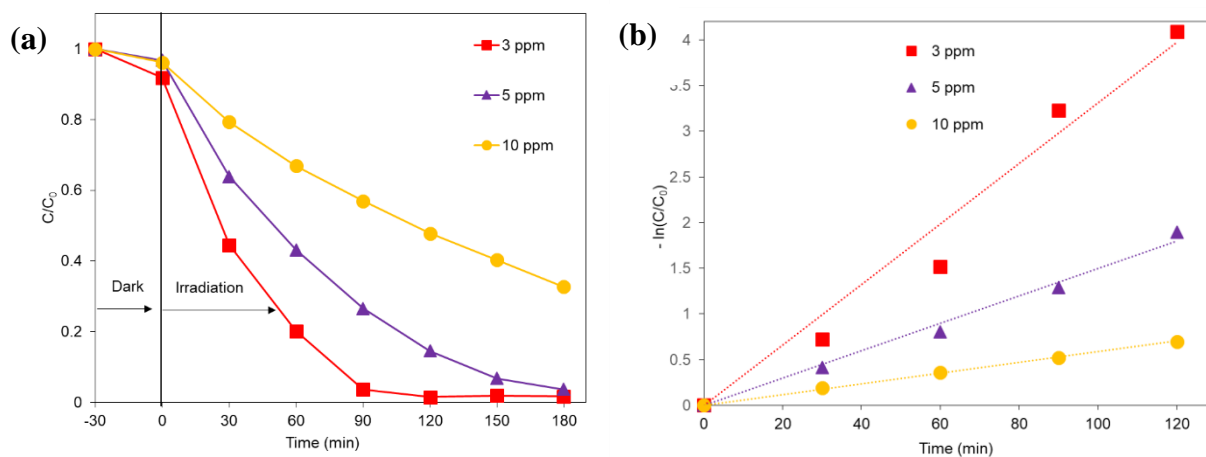 (a)
C/C0
1
0.8
0.6
0.4
0.2
0
-30 0 30 60 90 120 150 180
Time (min)
Dark
Irradiation
3 ppm
5 ppm
10 ppm
(b)
- ln(C/C0)
4
3.5
3
2.5
2
1.5
1
0.5
0
0 20 40 60 80 100 120
Time (min)
3 ppm
5 ppm
10 ppm